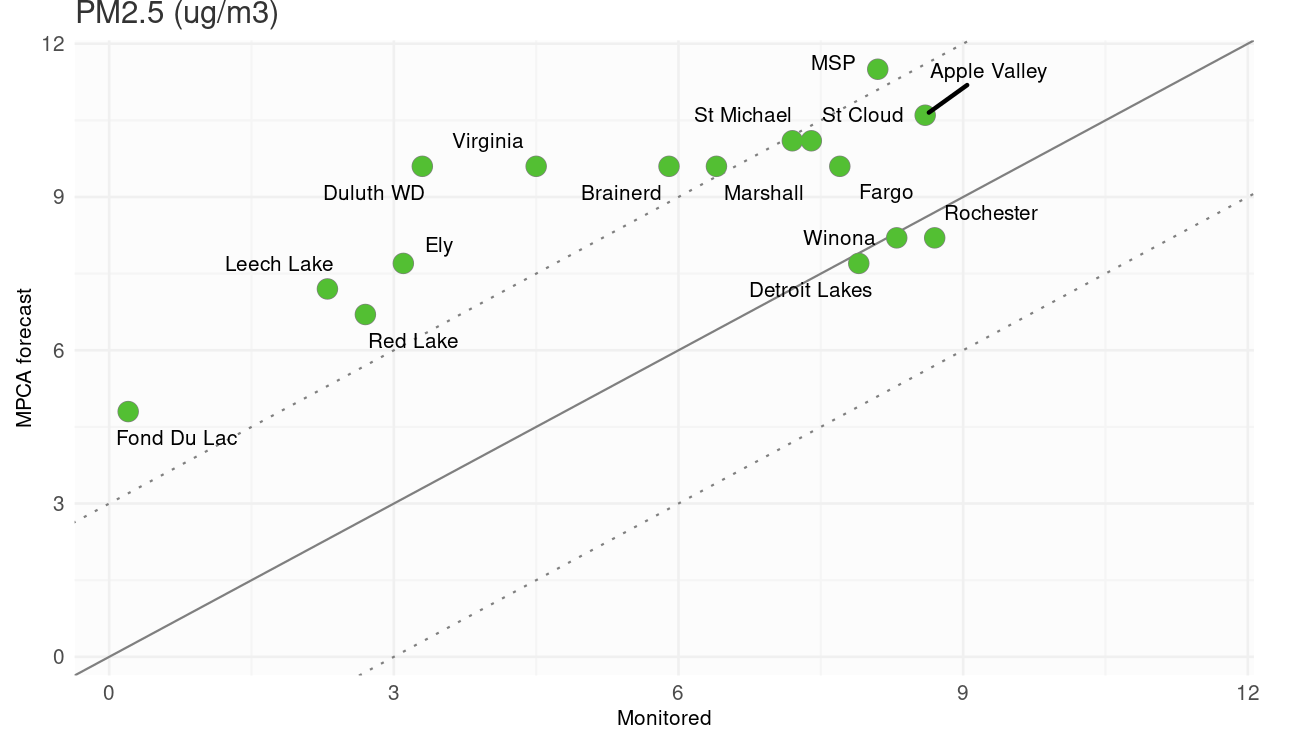 PM2.5 (ug/m3)
12
MSP
Apple Valley
St Michael
St Cloud
Virginia
Duluth WD
Brainerd
Marshall
Fargo
9
Rochester
Winona
Ely
Leech Lake
Detroit Lakes
Red Lake
6
MPCA forecast
Fond Du Lac
3
0
0 3 6 9 12
Monitored